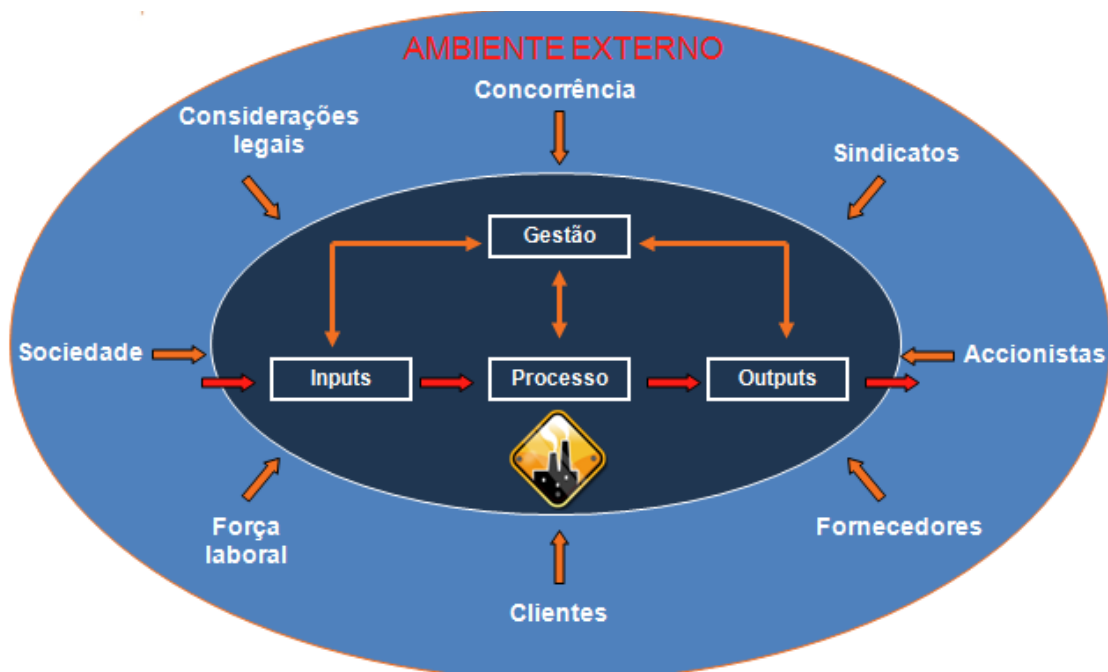 AMBIENTE EXTERNO
Concorrência
Considerações
legais
Sindicatos
Gestão
Sociedade
Accionistas
Inputs
Processo
Outputs
Força
laboral
Fornecedores
Clientes